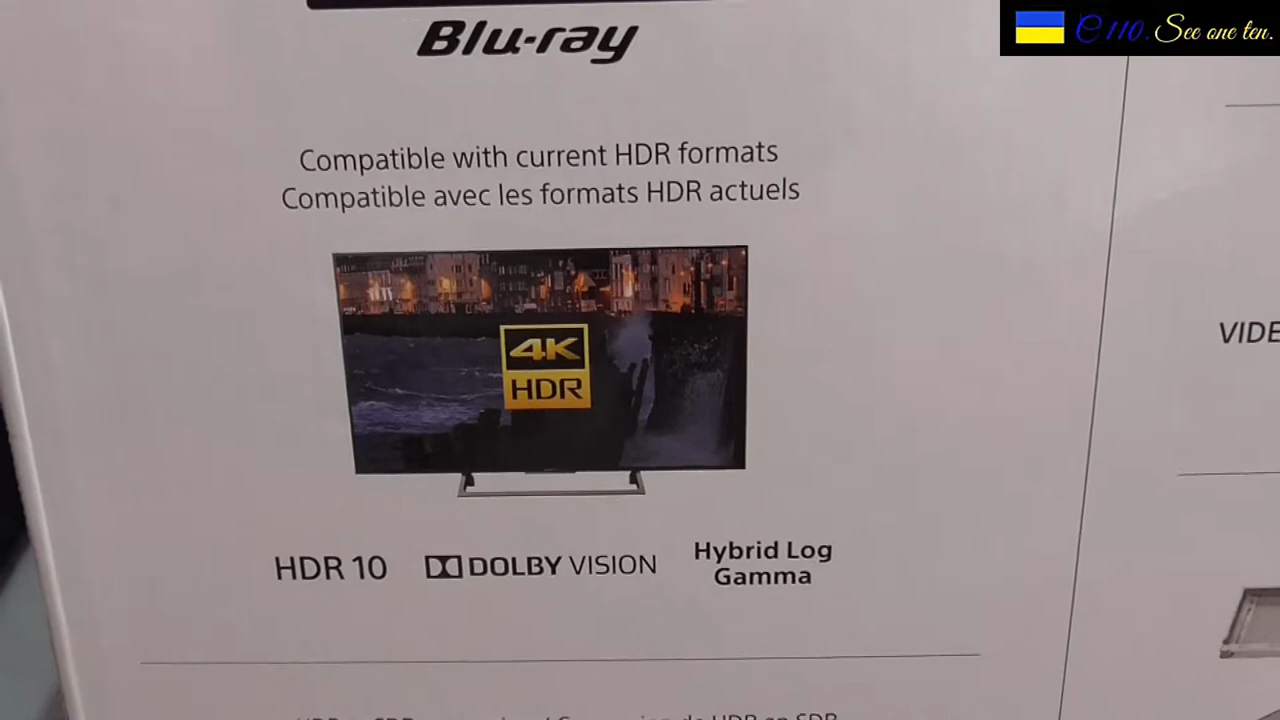 Blu-ray
C 110. See one ten.
Compatible with current HDR formats
Compatible avec les formats HDR actuels
4K
HDR
VIDE
HDR 10
DOLBY VISION
Hybrid Log
Gamma